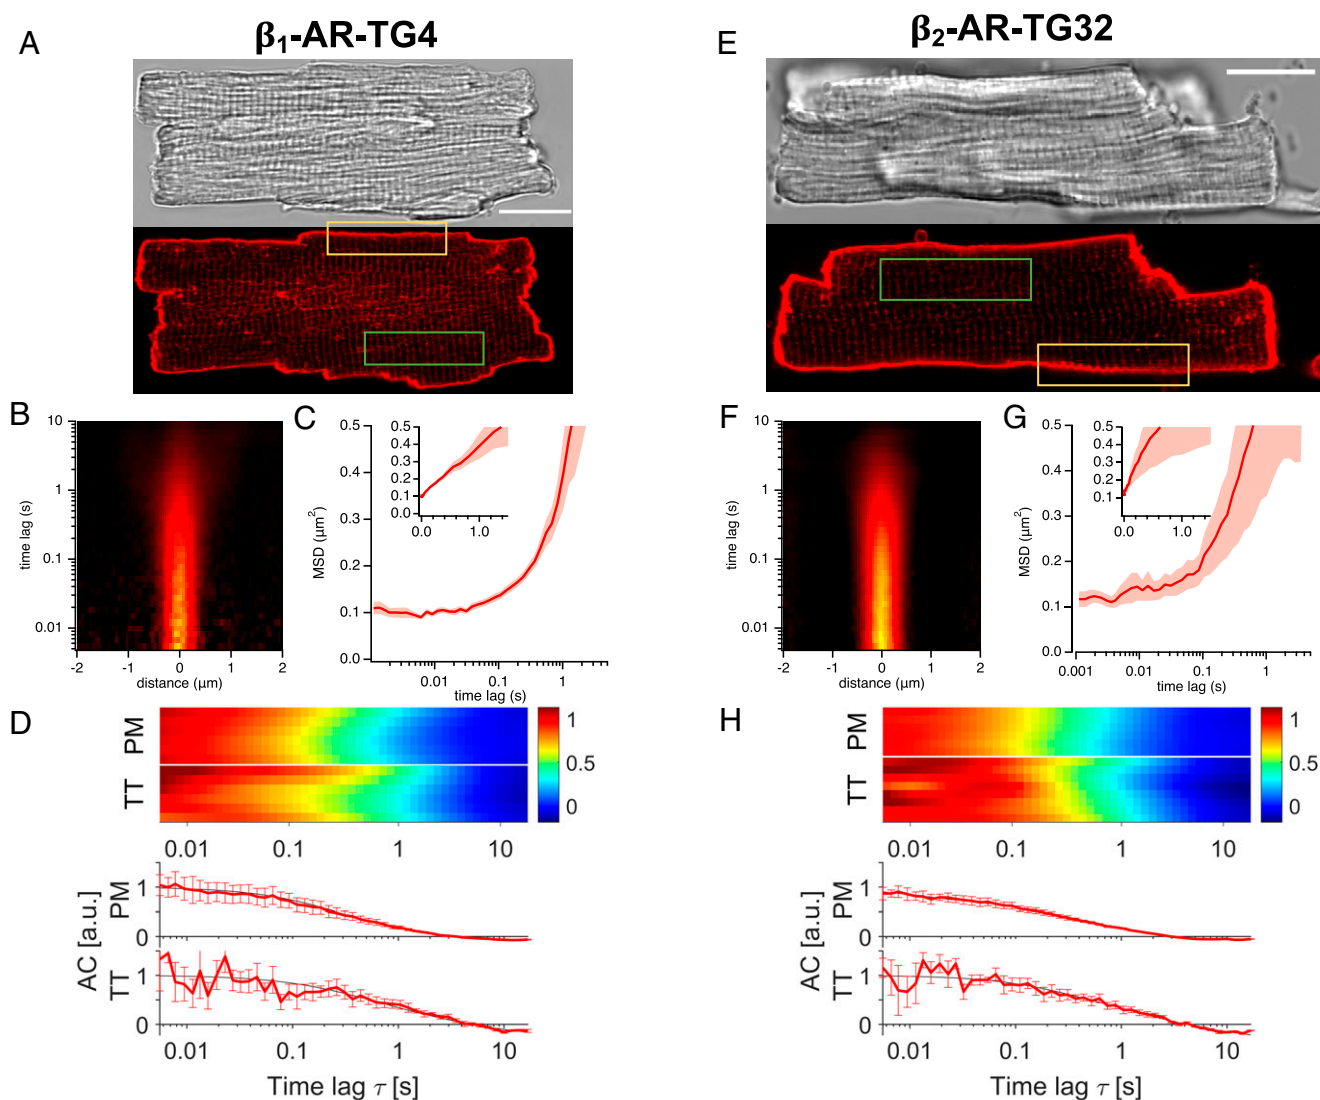 β1-AR-TG4
β2-AR-TG32
A
E
B
10
1
0.1
0.01
time lag (s)
-2 -1 0 1 2
distance (µm)
C
0.5
0.4
0.3
0.2
0.1
0.0
MSD (µm²)
0.5
0.4
0.3
0.2
0.1
0.0
0.0 1.0
0.01 0.1 1
time lag (s)
F
10
1
0.1
0.01
time lag (s)
-2 -1 0 1 2
distance (µm)
G
0.5
0.4
0.3
0.2
0.1
0.0
MSD (µm²)
0.5
0.4
0.3
0.2
0.1
0.0 1.0
0.001 0.01 0.1 1
time lag (s)
D
PM
TT
1
0.5
0
0.01 0.1 1 10
AC [a.u.]
PM
TT
1
0
1
0
0.01 0.1 1 10
Time lag τ [s]
H
PM
TT
1
0.5
0
0.01 0.1 1 10
AC [a.u.]
PM
TT
1
0
1
0
0.01 0.1 1 10
Time lag τ [s]